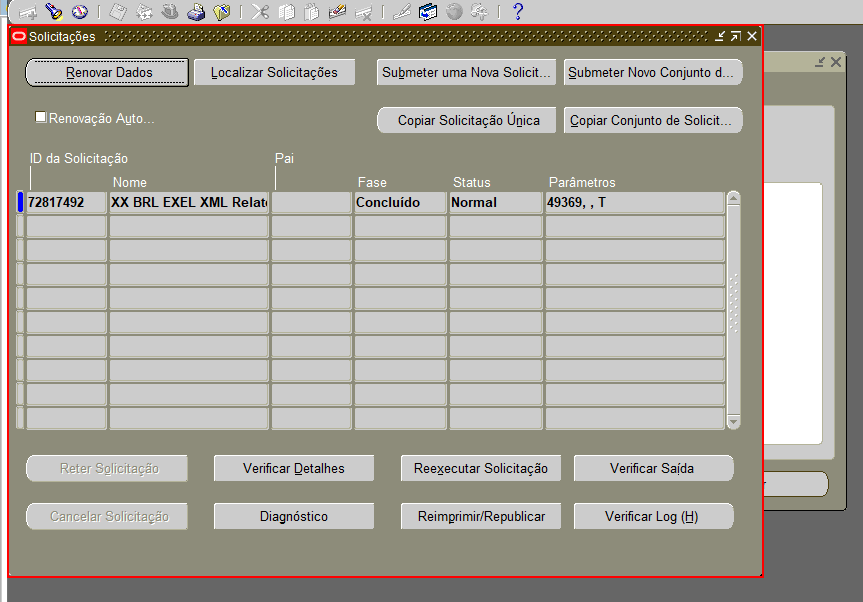 Solicitações
Renovar Dados
Localizar Solicitações
Submeter uma Nova Solicit...
Submeter Novo Conjunto d...
Renovação Auto...
Copiar Solicitação Única
Copiar Conjunto de Solicit...
ID da Solicitação
Pai
Nome
Fase
Status
Parâmetros
72817492
XX BRL EXEL XML Relat
Concluído
Normal
49369, , T
Reter Solicitação
Verificar Detalhes
Reexecutar Solicitação
Verificar Saída
Cancelar Solicitação
Diagnóstico
Reimprimir/Republicar
Verificar Log (H)